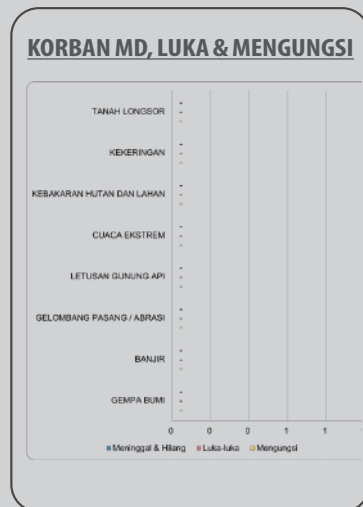 KORBAN MD, LUKA & MENGUNGSI
TANAH LONGSOR
KEKERINGAN
KEBAKARAN HUTAN DAN LAHAN
CUACA EKSTREM
LETUSAN GUNUNG API
GELOMBANG PASANG / ABRASI
BANJIR
GEMPA BUMI
0 0 0 1 1
Meninggal & Hilang Luka-luka Mengungsi